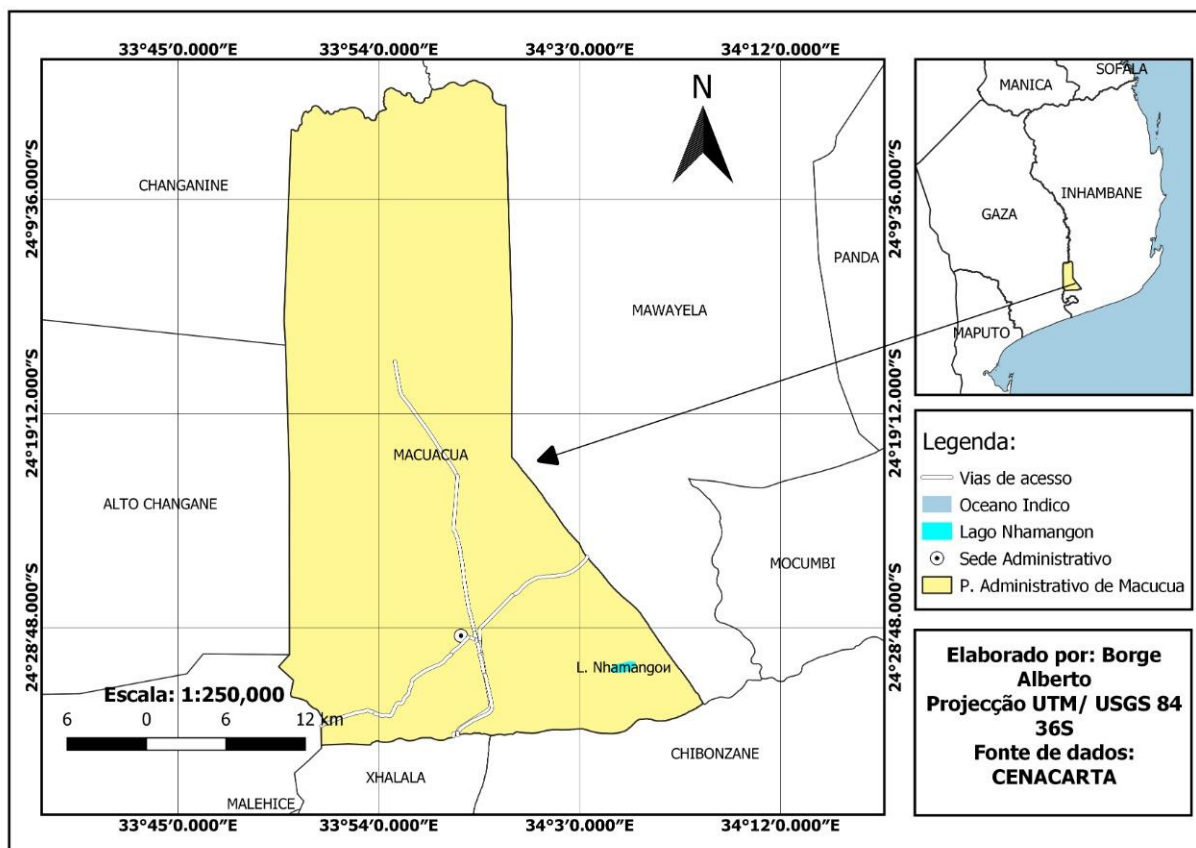 33°45′0.000″E
33°54′0.000″E
34°3′0.000″E
34°12′0.000″E
24°9′36.000″S
24°19′12.000″S
24°28′48.000″S
N
CHANGANINE
PANDA
MAWAYELA
MACUACUA
ALTO CHANGANE
MOCUMBI
L. Nhamangoи
Escala: 1:250,000
6 0 6 12 km
CHIBONZANE
XHALALA
MALEHICE
24°9′36.000″S
24°19′12.000″S
24°28′48.000″S
33°45′0.000″E
33°54′0.000″E
34°3′0.000″E
34°12′0.000″E
SOFALA
MANICA
INHAMBANE
GAZA
MAPUTO
Legenda:
Vias de acesso
Oceano Indico
Lago Nhamangon
Sede Administrativo
P. Administrativo de Macucua
Elaborado por: Borge
Alberto
Projecção UTM/ USGS 84
36S
Fonte de dados:
CENACARTA